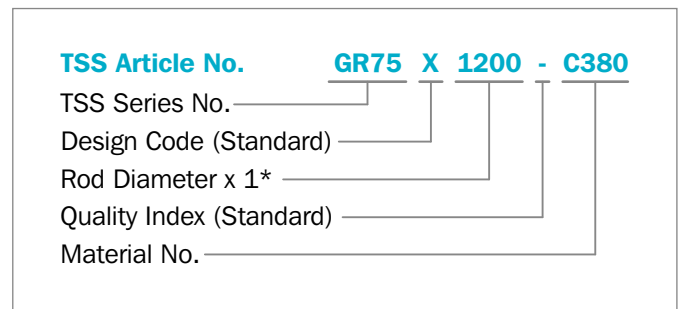 TSS Article No. GR75 X 1200 - C380
TSS Series No.
Design Code (Standard)
Rod Diameter x 1*
Quality Index (Standard)
Material No.